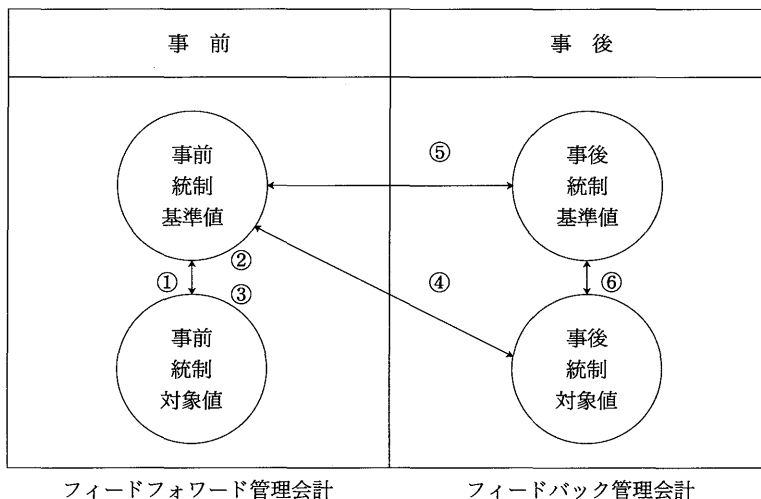 事 前
事 後
事前
統制
基準値
⑤
事後
統制
基準値
②
①
③
④
⑥
事前
統制
対象値
事後
統制
対象値
フィードフォワード管理会計
フィードバック管理会計